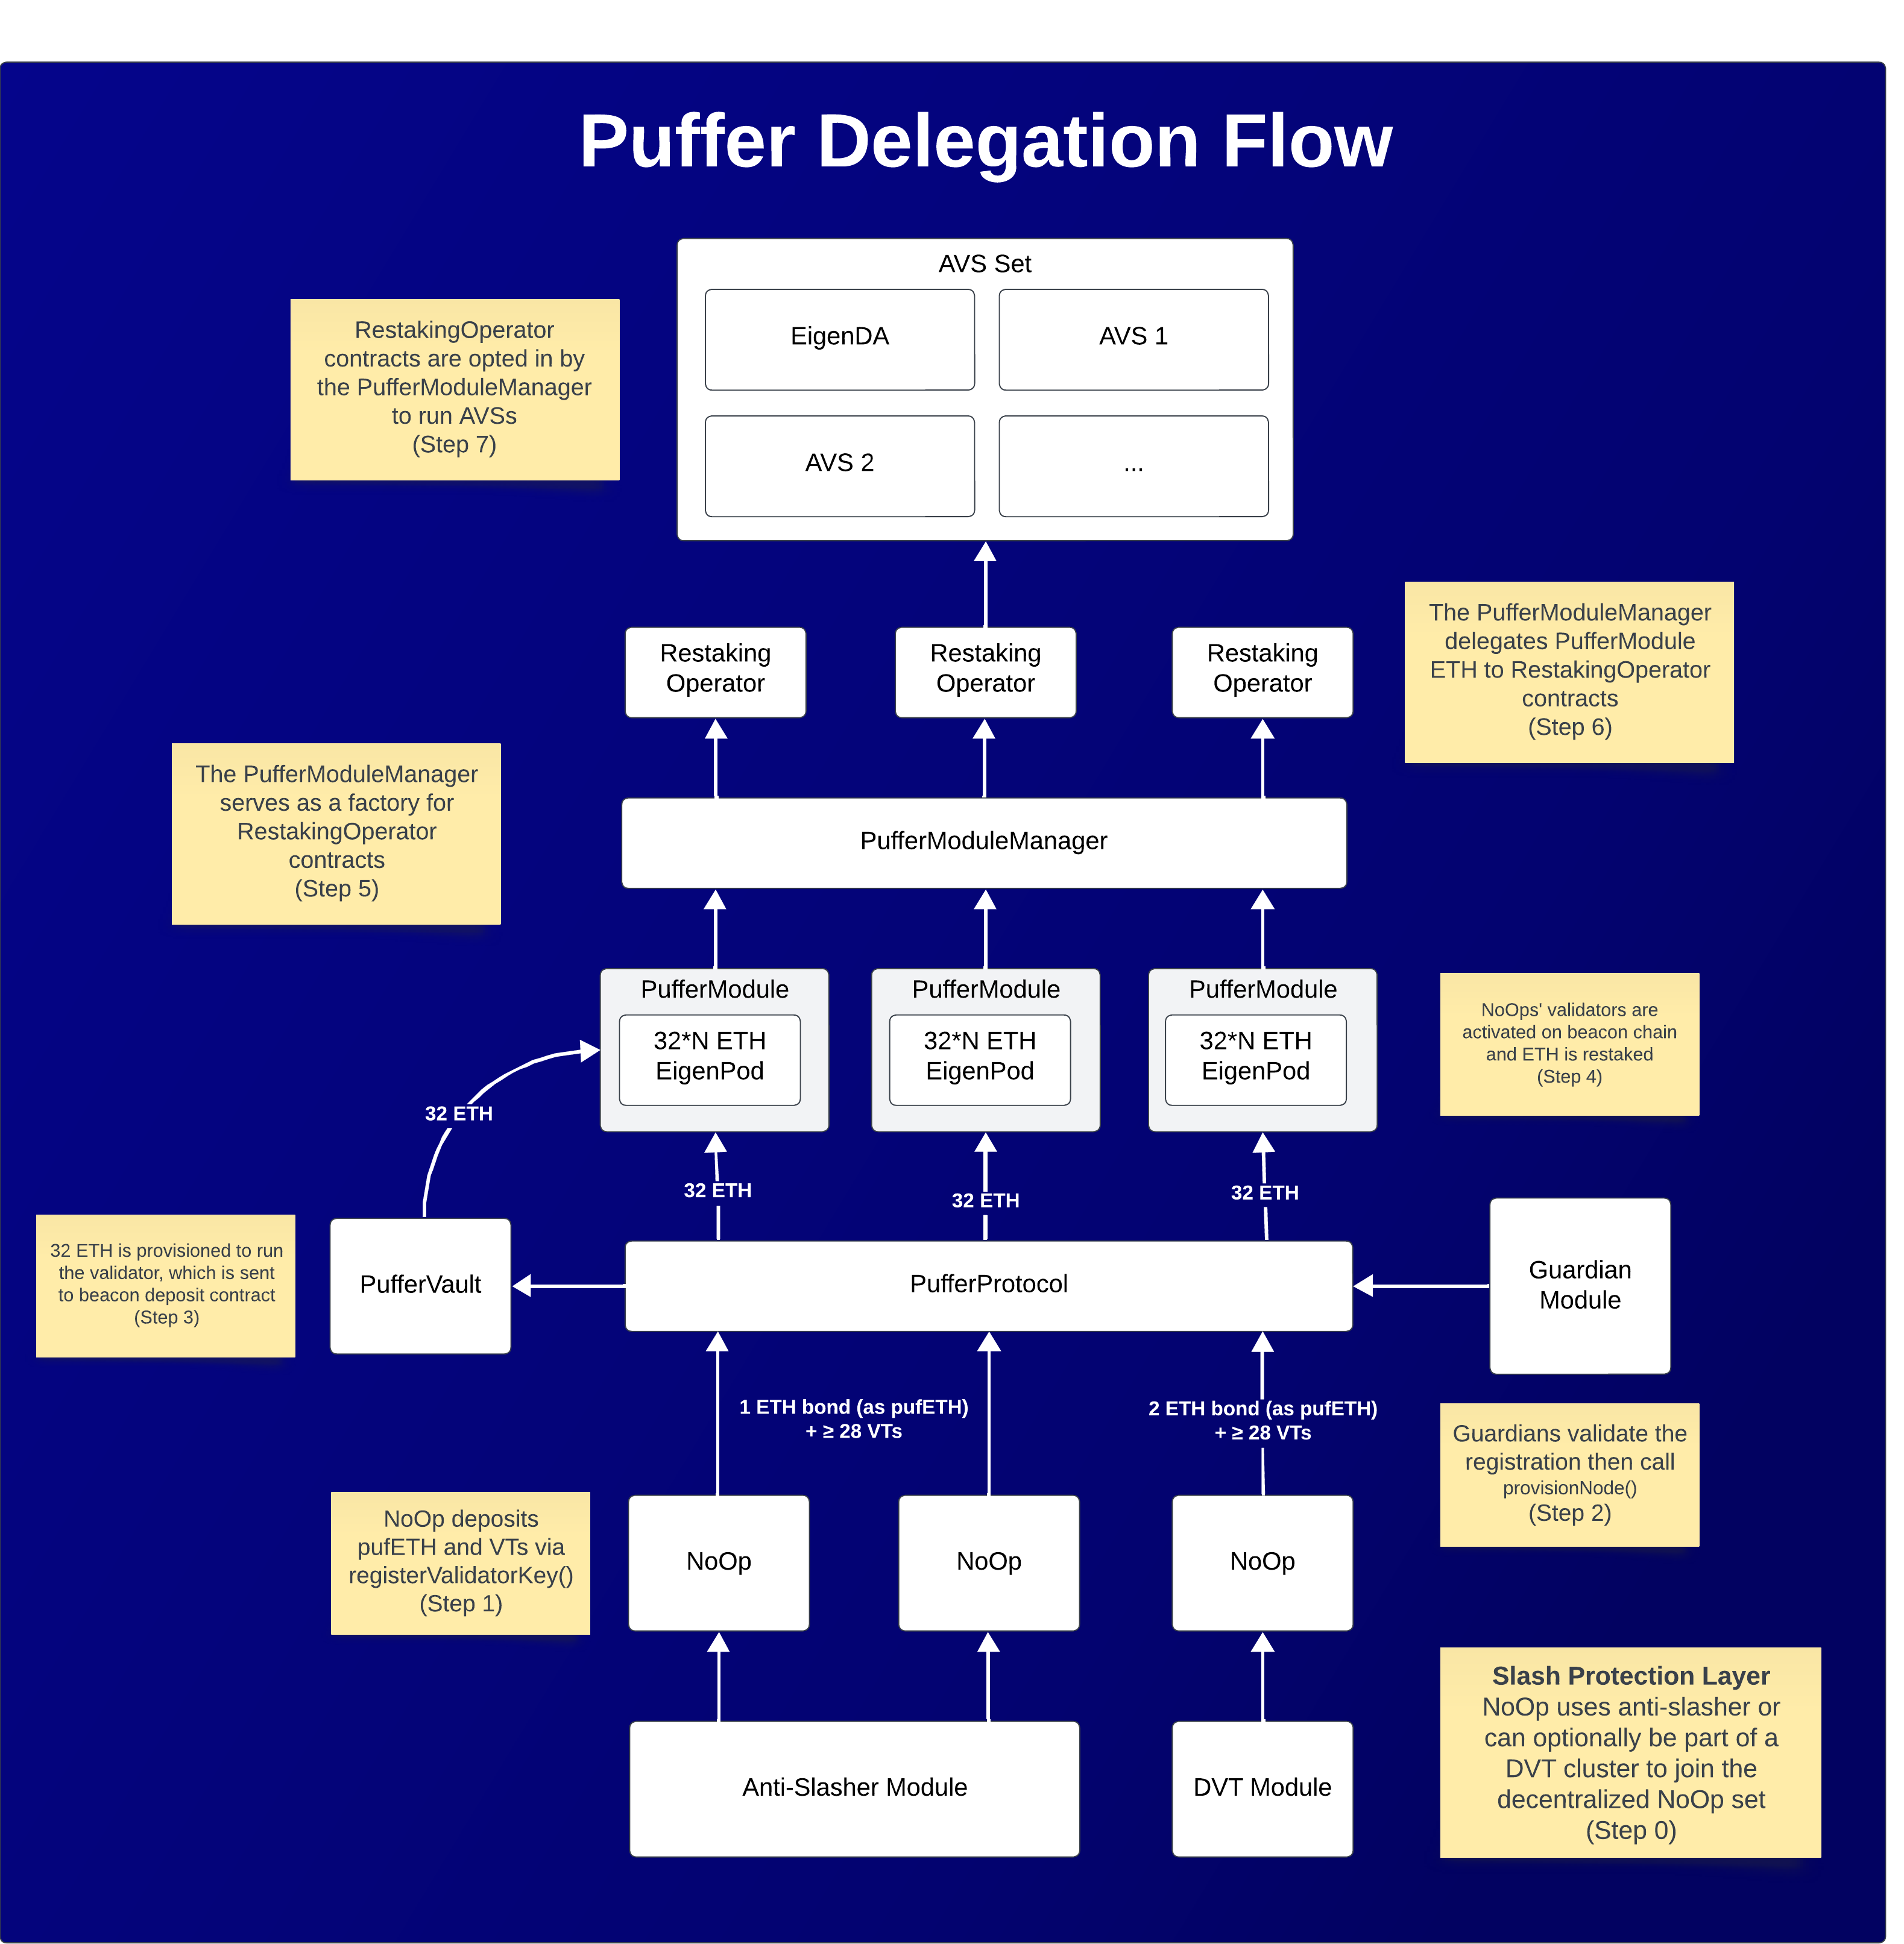 Puffer Delegation Flow
AVS Set
EigenDA
AVS 1
AVS 2
...
RestakingOperator
contracts are opted in by
the PufferModuleManager
to run AVSs
(Step 7)
Restaking
Operator
Restaking
Operator
Restaking
Operator
The PufferModuleManager
delegates PufferModule
ETH to RestakingOperator
contracts
(Step 6)
The PufferModuleManager
serves as a factory for
RestakingOperator
contracts
(Step 5)
PufferModuleManager
PufferModule
32*N ETH
EigenPod
PufferModule
32*N ETH
EigenPod
PufferModule
32*N ETH
EigenPod
NoOps' validators are
activated on beacon chain
and ETH is restaked
(Step 4)
32 ETH
32 ETH
32 ETH
32 ETH
32 ETH is provisioned to run
the validator, which is sent
to beacon deposit contract
(Step 3)
PufferVault
PufferProtocol
Guardian
Module
1 ETH bond (as pufETH)
+ ≥ 28 VTs
2 ETH bond (as pufETH)
+ ≥ 28 VTs
Guardians validate the
registration then call
provisionNode()
(Step 2)
NoOp deposits
pufETH and VTs via
registerValidatorKey()
(Step 1)
NoOp
NoOp
NoOp
Anti-Slasher Module
DVT Module
Slash Protection Layer
NoOp uses anti-slasher or
can optionally be part of a
DVT cluster to join the
decentralized NoOp set
(Step 0)